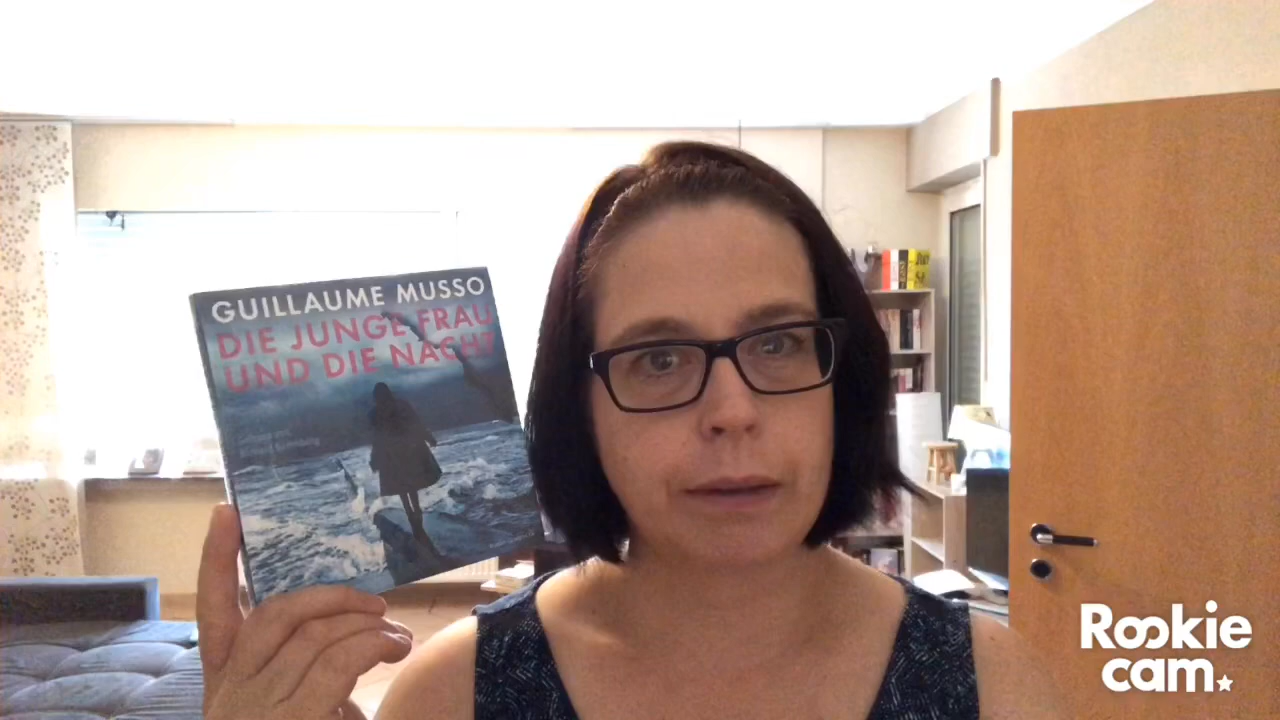 GUILLAUME MUSSO
DIE JUNGE FRAU
UND DIE NACHT
Rookie
cam.